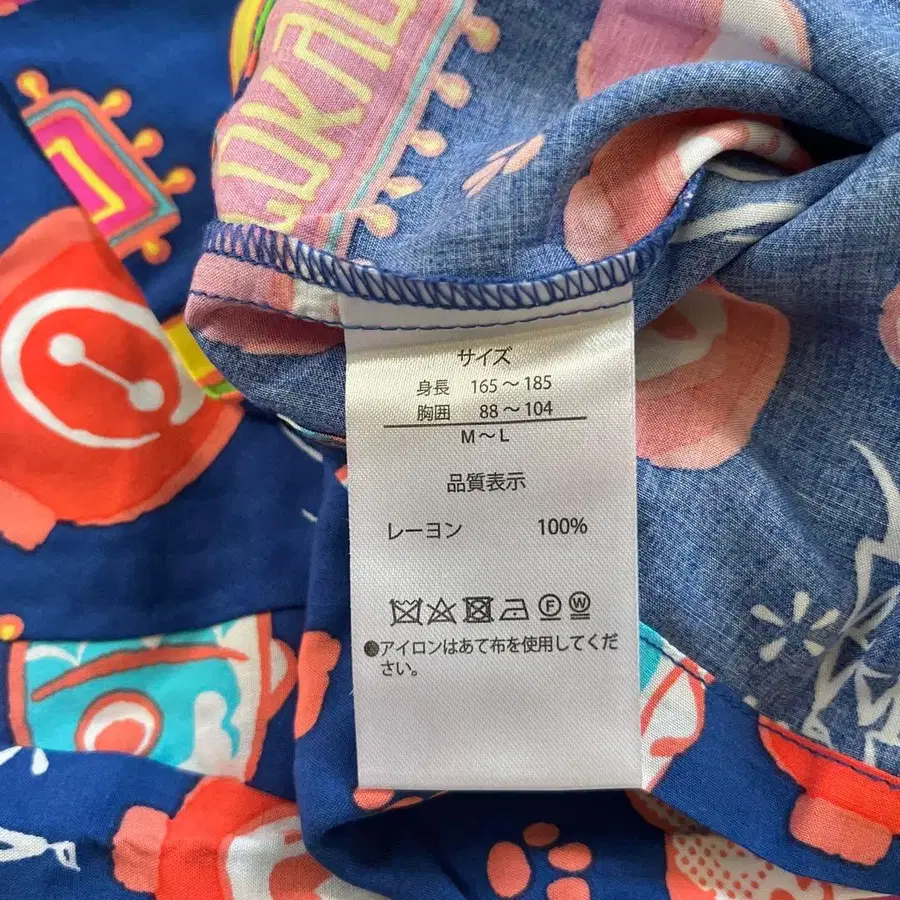 サイズ
身長 165～185
胸囲 88～104
M～L
品質表示
レーヨン 100%
F W
●アイロンはあて布を使用してくだ
さい。